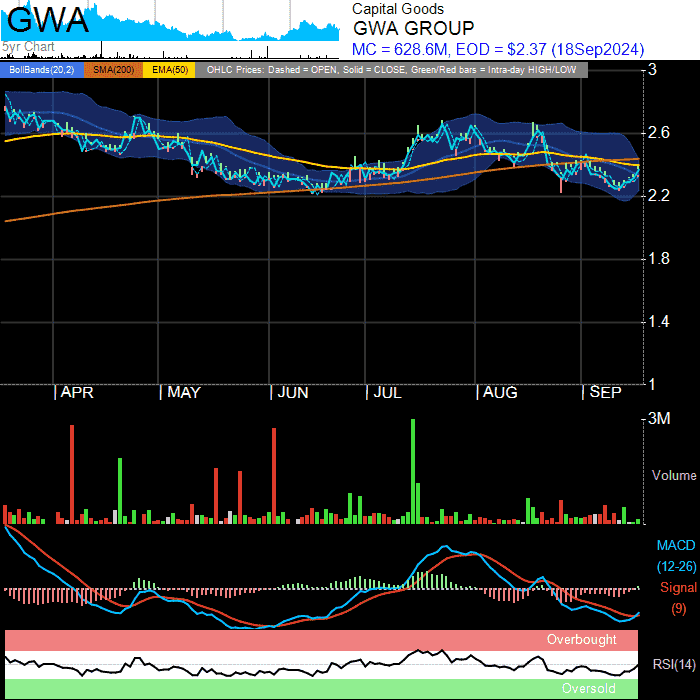 GWA
5yr Chart
Capital Goods
GWA GROUP
MC = 628.6M, EOD = $2.37 (18Sep2024)
BollBands(20,2) SMA(200) EMA(50) OHLC Prices: Dashed = OPEN, Solid = CLOSE, Green/Red bars = Intra-day HIGH/LOW
3
2.6
2.2
1.8
1.4
1
APR MAY JUN JUL AUG SEP
3M
Volume
MACD
(12-26)
Signal
(9)
Overbought
RSI(14)
Oversold